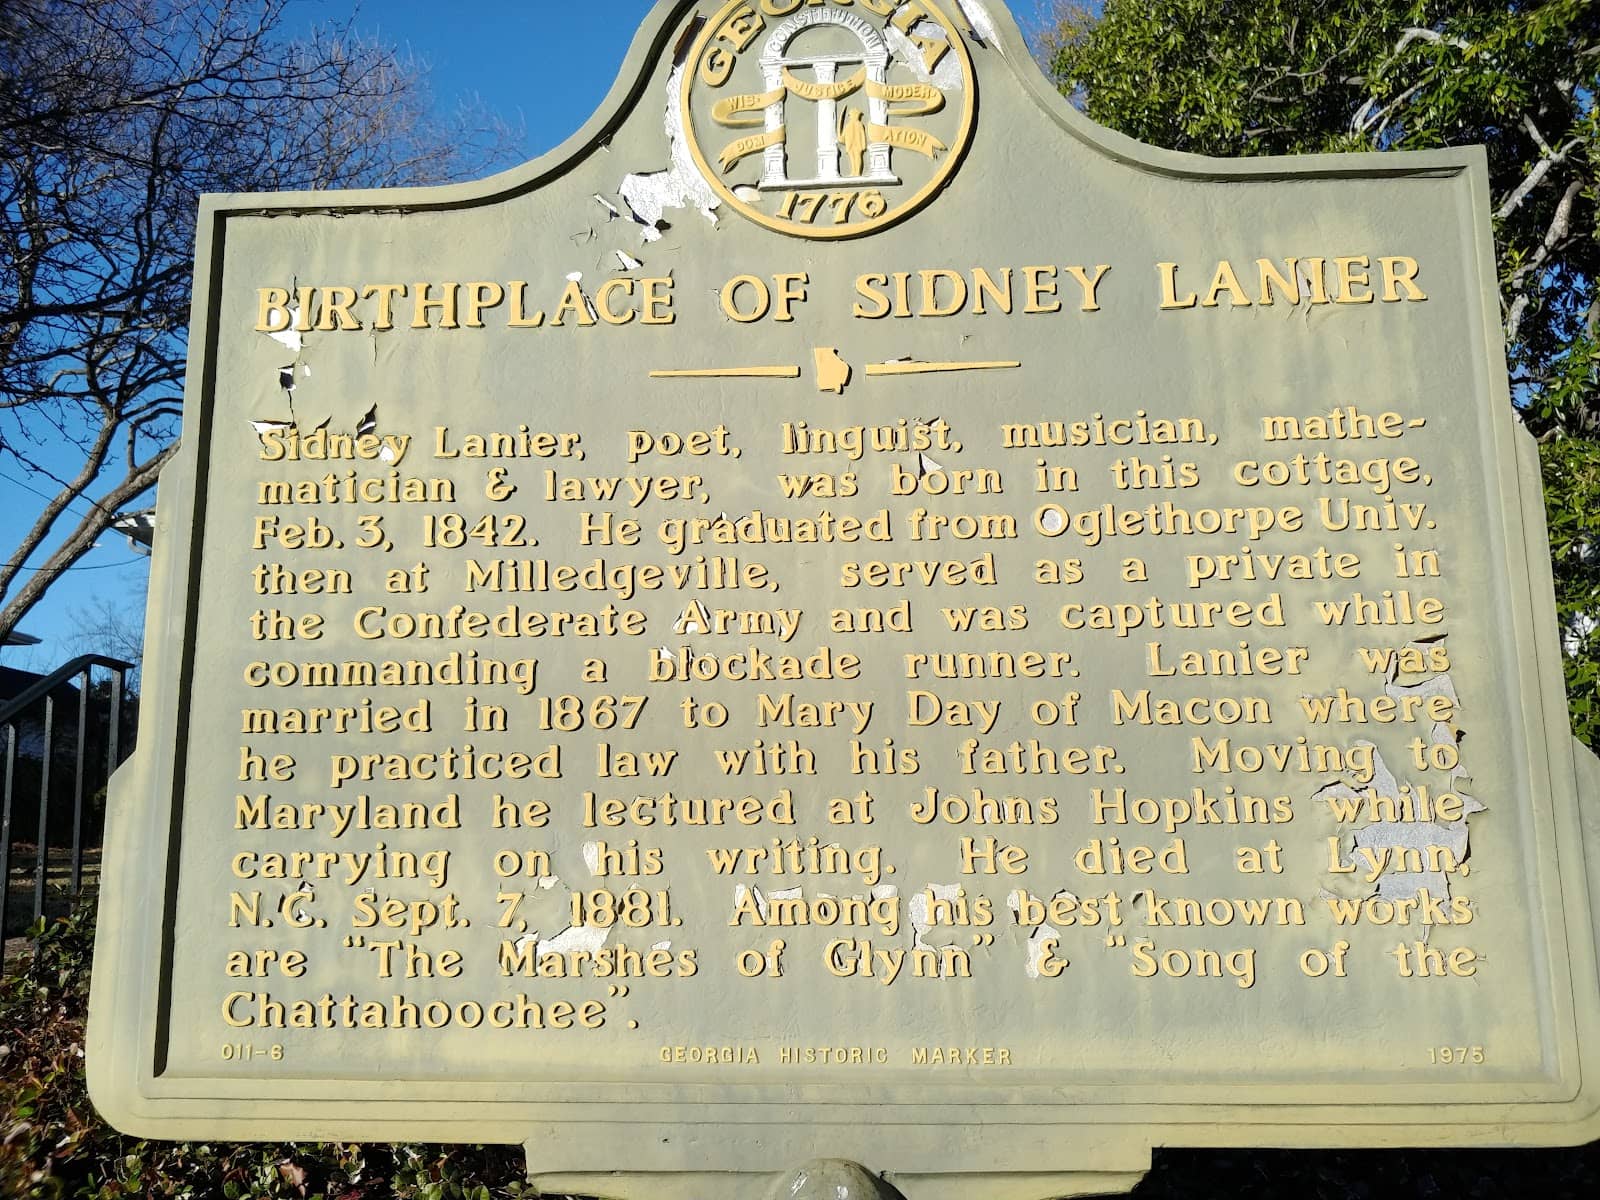 GEORGIA
CONSTITUTION
WIS- JUSTICE MODER-
DOM ATION
1776
BIRTHPLACE OF SIDNEY LANIER
Sidney Lanier, poet, linguist, musician, mathe-
matician & lawyer, was born in this cottage,
Feb. 3, 1842. He graduated from Oglethorpe Univ.
then at Milledgeville, served as a private in
the Confederate Army and was captured while
commanding a blockade runner. Lanier was
married in 1867 to Mary Day of Macon where
he practiced law with his father. Moving to
Maryland he lectured at Johns Hopkins while
carrying on his writing. He died at Lynn,
N.C. Sept. 7, 1881. Among his best known works
are "The Marshes of Glynn" & "Song of the
Chattahoochee".
011-6 GEORGIA HISTORIC MARKER 1975